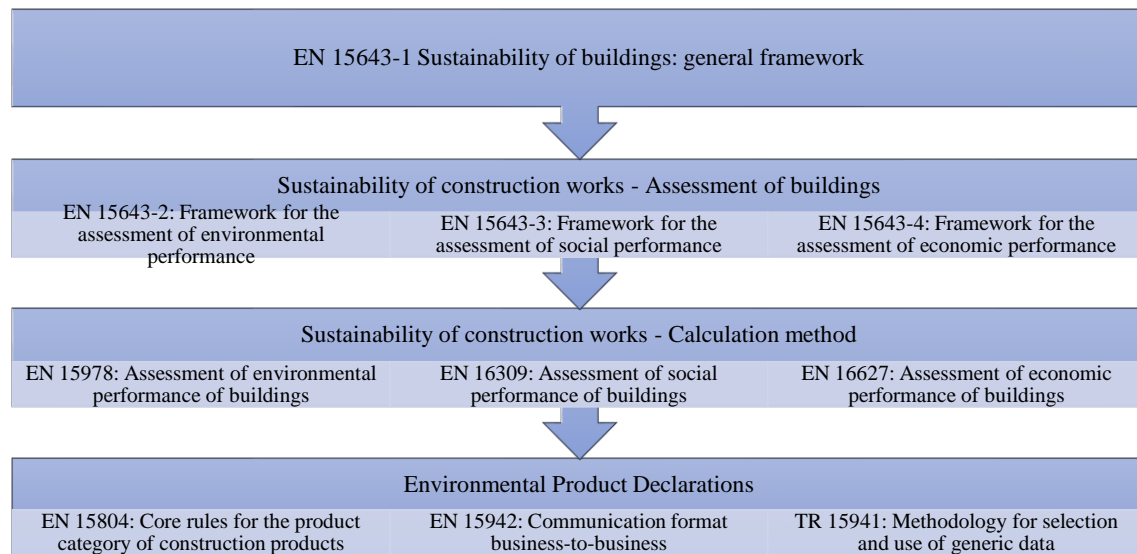 EN 15643-1 Sustainability of buildings: general framework
Sustainability of construction works - Assessment of buildings
EN 15643-2: Framework for the
assessment of environmental
performance
EN 15643-3: Framework for the
assessment of social performance
EN 15643-4: Framework for the
assessment of economic performance
Sustainability of construction works - Calculation method
EN 15978: Assessment of environmental
performance of buildings
EN 16309: Assessment of social
performance of buildings
EN 16627: Assessment of economic
performance of buildings
Environmental Product Declarations
EN 15804: Core rules for the product
category of construction products
EN 15942: Communication format
business-to-business
TR 15941: Methodology for selection
and use of generic data